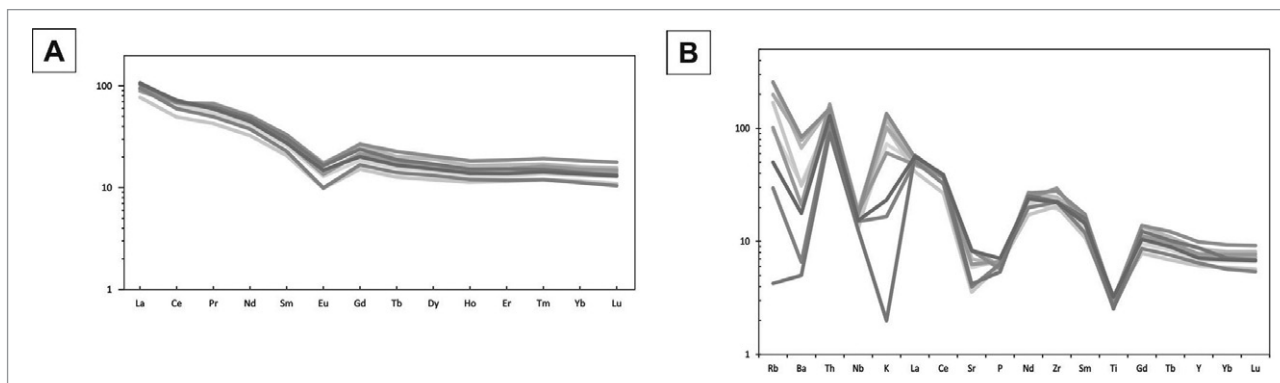 A
100
10
1
La Ce Pr Nd Sm Eu Gd Tb Dy Ho Er Tm Yb Lu
B
100
10
1
Rb Ba Th Nb K La Ce Sr P Nd Zr Sm Ti Gd Tb Y Yb Lu